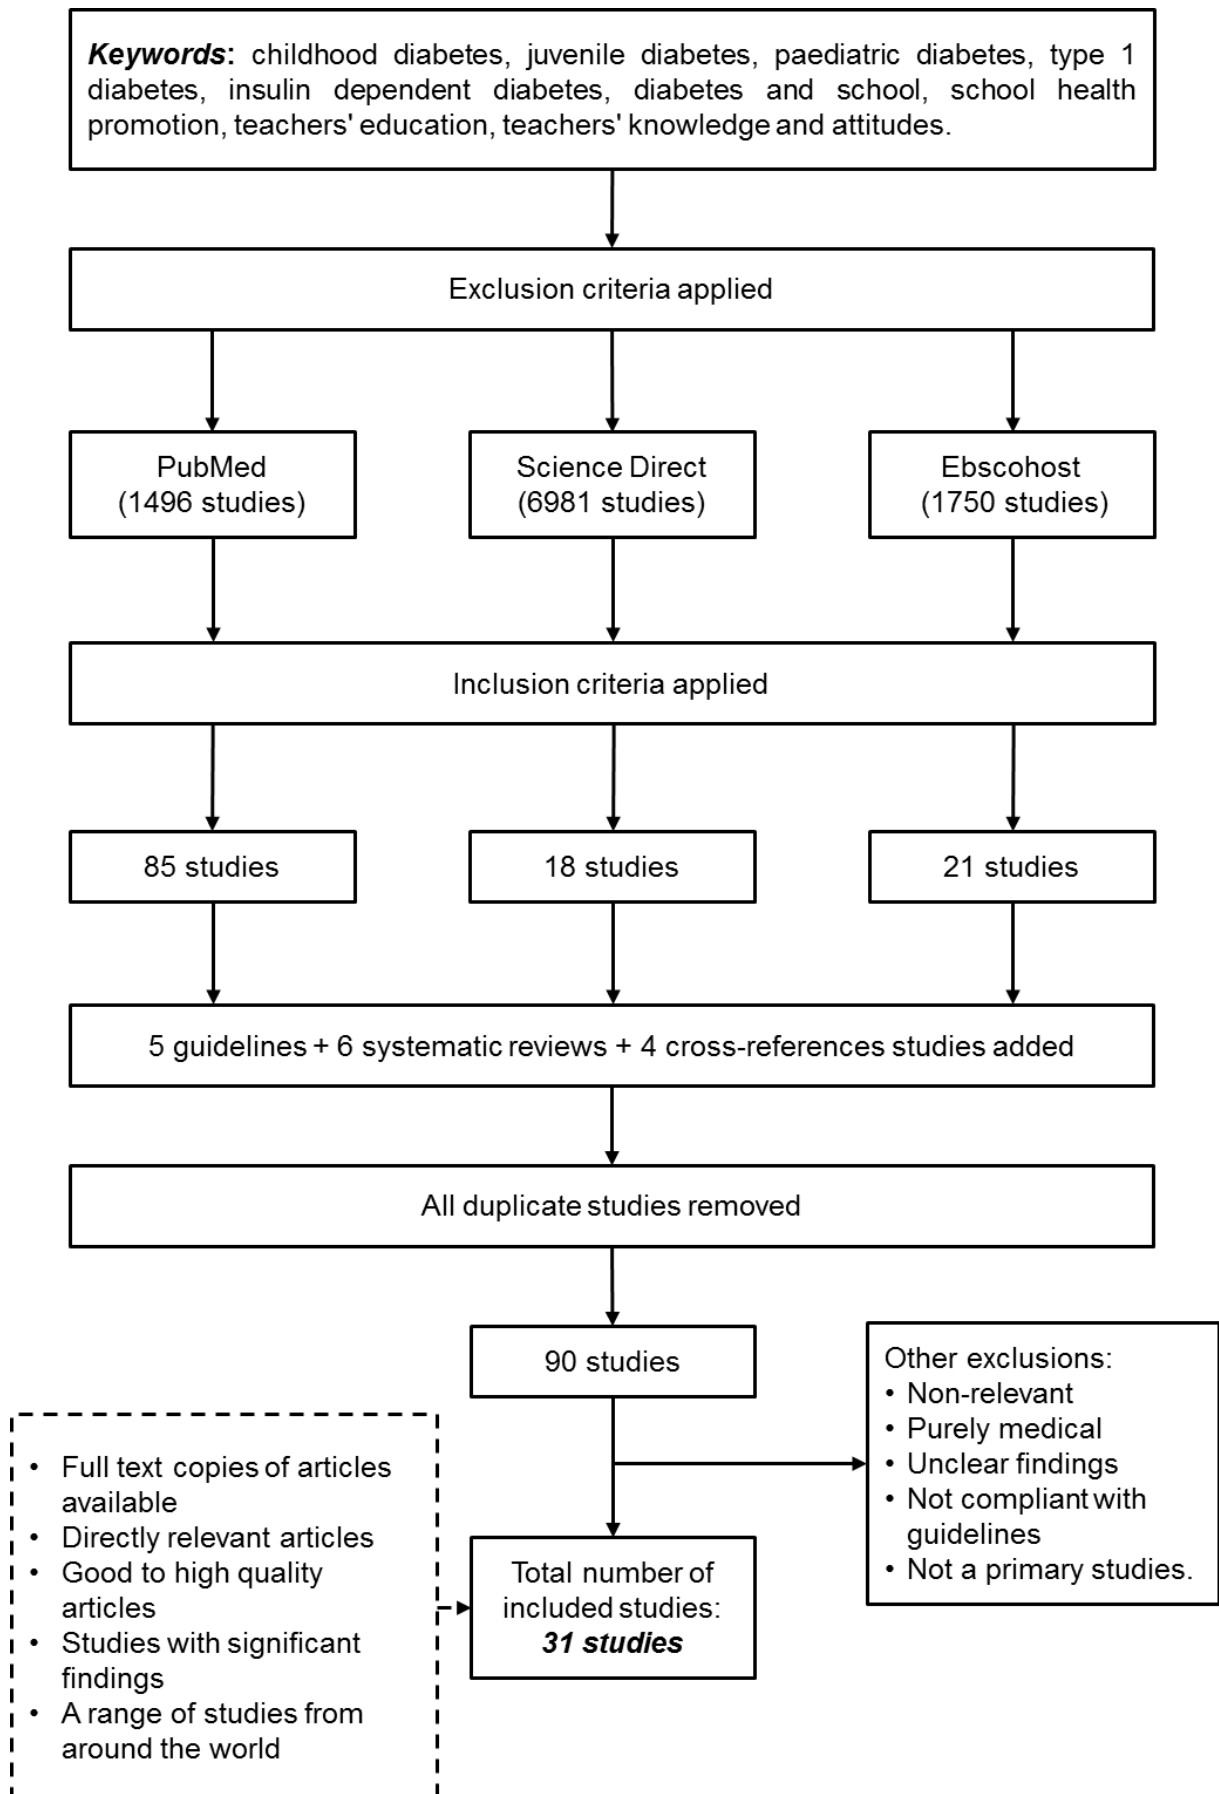 Keywords: childhood diabetes, juvenile diabetes, paediatric diabetes, type 1
diabetes, insulin dependent diabetes, diabetes and school, school health
promotion, teachers' education, teachers' knowledge and attitudes.
Exclusion criteria applied
PubMed
(1496 studies)
Science Direct
(6981 studies)
Ebscohost
(1750 studies)
Inclusion criteria applied
85 studies
18 studies
21 studies
5 guidelines + 6 systematic reviews + 4 cross-references studies added
All duplicate studies removed
90 studies
Other exclusions:
• Non-relevant
• Purely medical
• Unclear findings
• Not compliant with
guidelines
• Not a primary studies.
• Full text copies of articles
available
• Directly relevant articles
• Good to high quality
articles
• Studies with significant
findings
• A range of studies from
around the world
Total number of
included studies:
31 studies